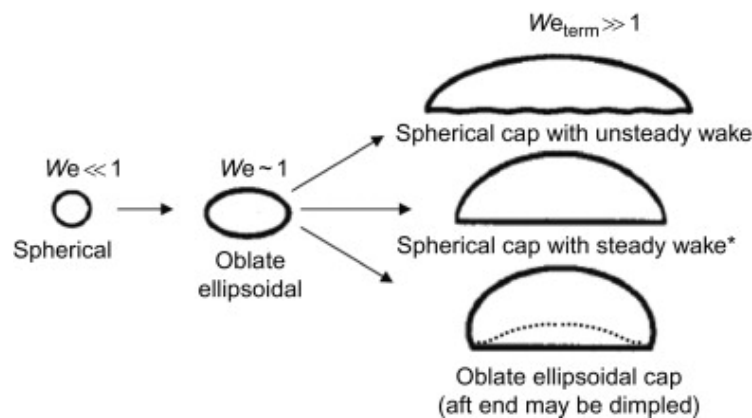 We_term ≫ 1
Spherical cap with unsteady wake
We ≪ 1
We ~ 1
Spherical cap with steady wake*
Spherical
Oblate
ellipsoidal
Oblate ellipsoidal cap
(aft end may be dimpled)